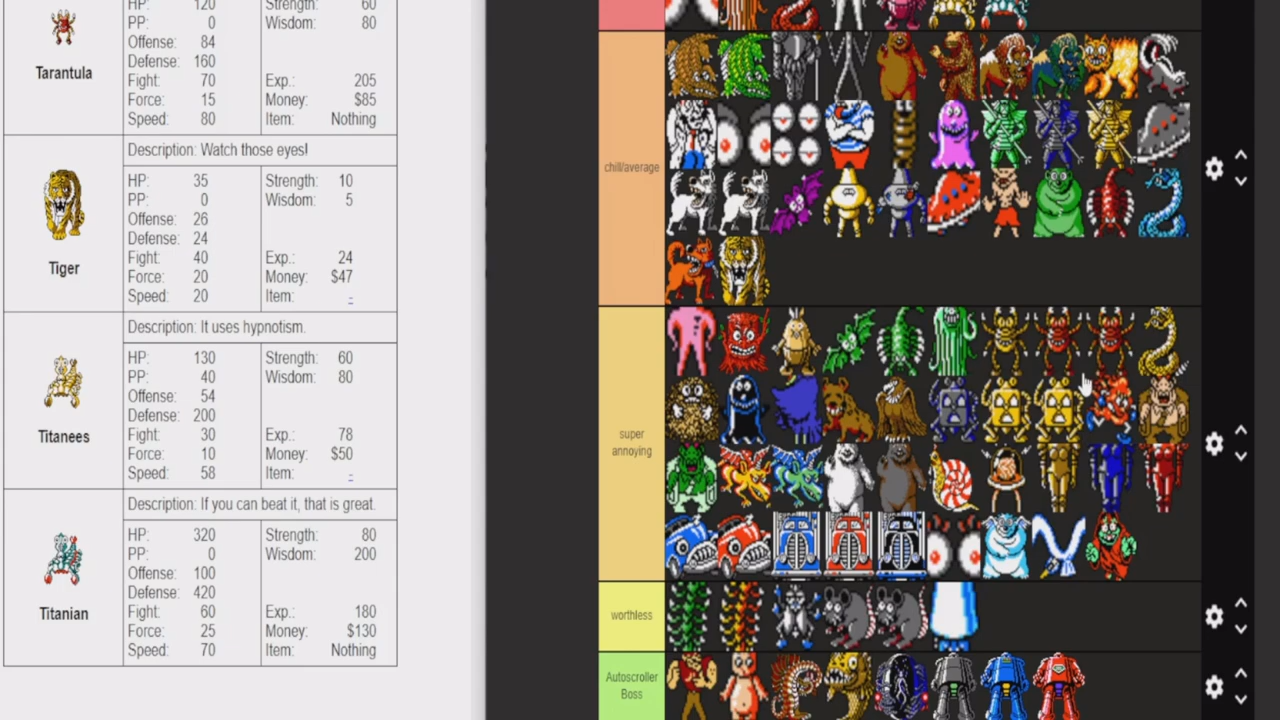 HP: 120 Strength: 60
PP: 0 Wisdom: 80
Offense: 84
Defense: 160
Fight: 70 Exp.: 205
Force: 15 Money: $85
Speed: 80 Item: Nothing
Tarantula
Description: Watch those eyes!
HP: 35 Strength: 10
PP: 0 Wisdom: 5
Offense: 26
Defense: 24
Fight: 40 Exp.: 24
Force: 20 Money: $47
Speed: 20 Item: -
Tiger
Description: It uses hypnotism.
HP: 130 Strength: 60
PP: 40 Wisdom: 80
Offense: 54
Defense: 200
Fight: 30 Exp.: 78
Force: 10 Money: $50
Speed: 58 Item: -
Titanees
Description: If you can beat it, that is great.
HP: 320 Strength: 80
PP: 0 Wisdom: 200
Offense: 100
Defense: 420
Fight: 60 Exp.: 180
Force: 25 Money: $130
Speed: 70 Item: Nothing
Titanian
chill/average
super
annoying
worthless
Autoscroller
Boss